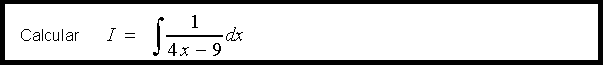 Calcular I = ∫ 1/(4x − 9) dx